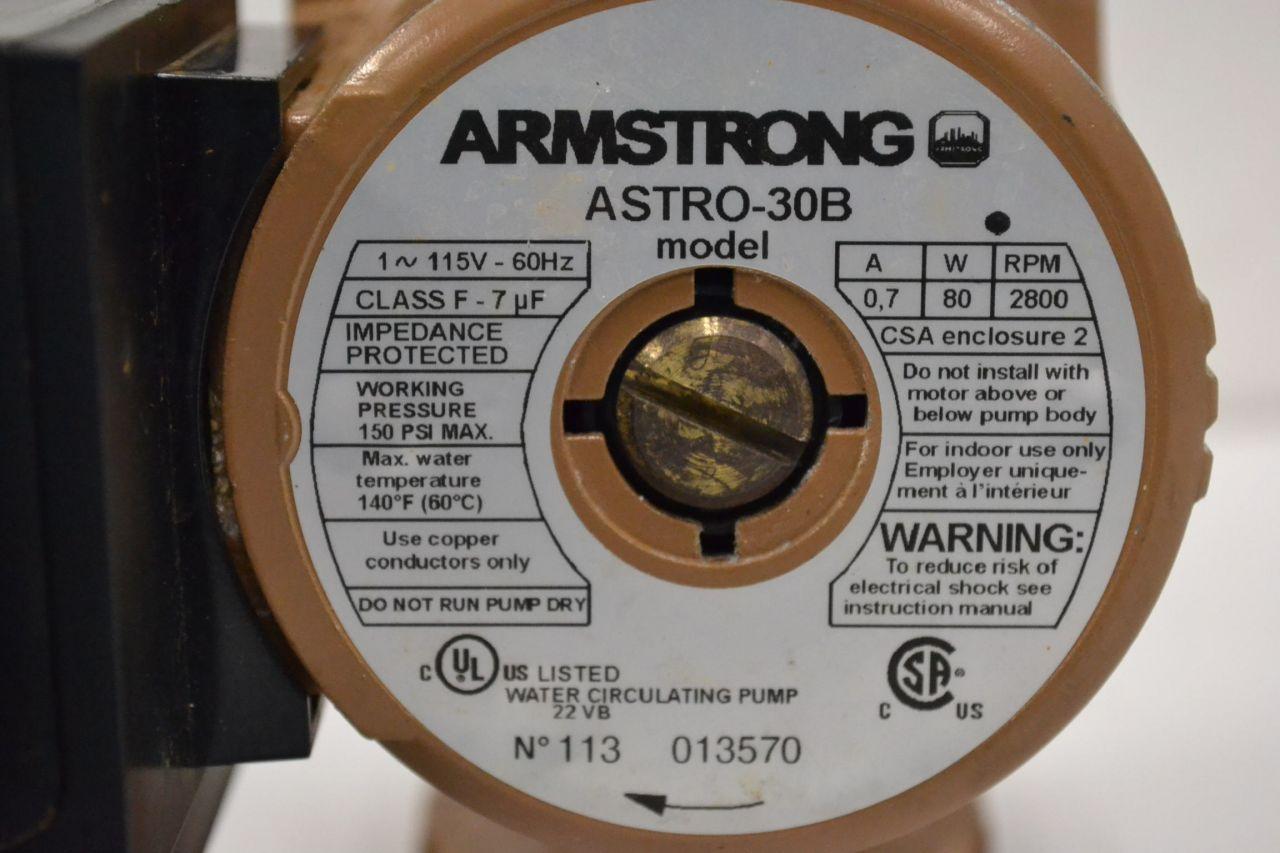 ARMSTRONG
ARMSTRONG
ASTRO-30B
model
1~ 115V - 60Hz
CLASS F - 7 µF
IMPEDANCE
PROTECTED
WORKING
PRESSURE
150 PSI MAX.
Max. water
temperature
140°F (60°C)
Use copper
conductors only
DO NOT RUN PUMP DRY
A W RPM
0,7 80 2800
CSA enclosure 2
Do not install with
motor above or
below pump body
For indoor use only
Employer unique-
ment à l'intérieur
WARNING:
To reduce risk of
electrical shock see
instruction manual
C UL US LISTED
WATER CIRCULATING PUMP
22 VB
N° 113 013570
SA ®
C US